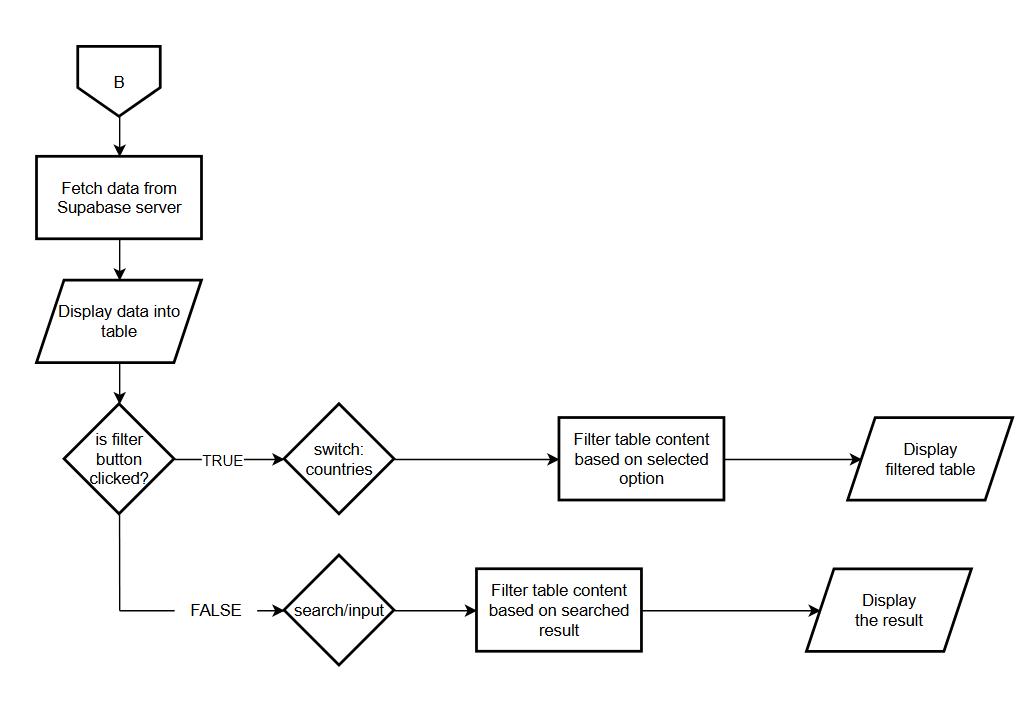 B
Fetch data from
Supabase server
Display data into
table
is filter
button
clicked?
TRUE
switch:
countries
Filter table content
based on selected
option
Display
filtered table
FALSE
search/input
Filter table content
based on searched
result
Display
the result